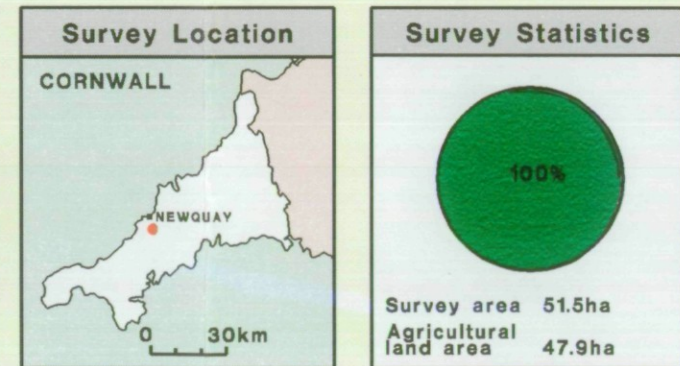 Survey Location
CORNWALL
NEWQUAY
0 30km
Survey Statistics
100%
Survey area 51.5ha
Agricultural
land area 47.9ha